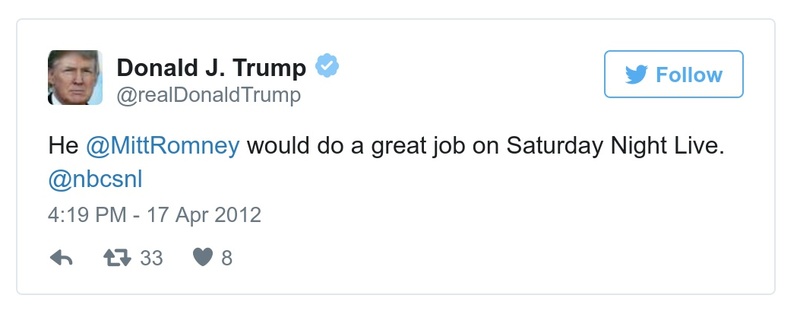 Donald J. Trump
@realDonaldTrump
Follow
He @MittRomney would do a great job on Saturday Night Live.
@nbcsnl
4:19 PM - 17 Apr 2012
33 8